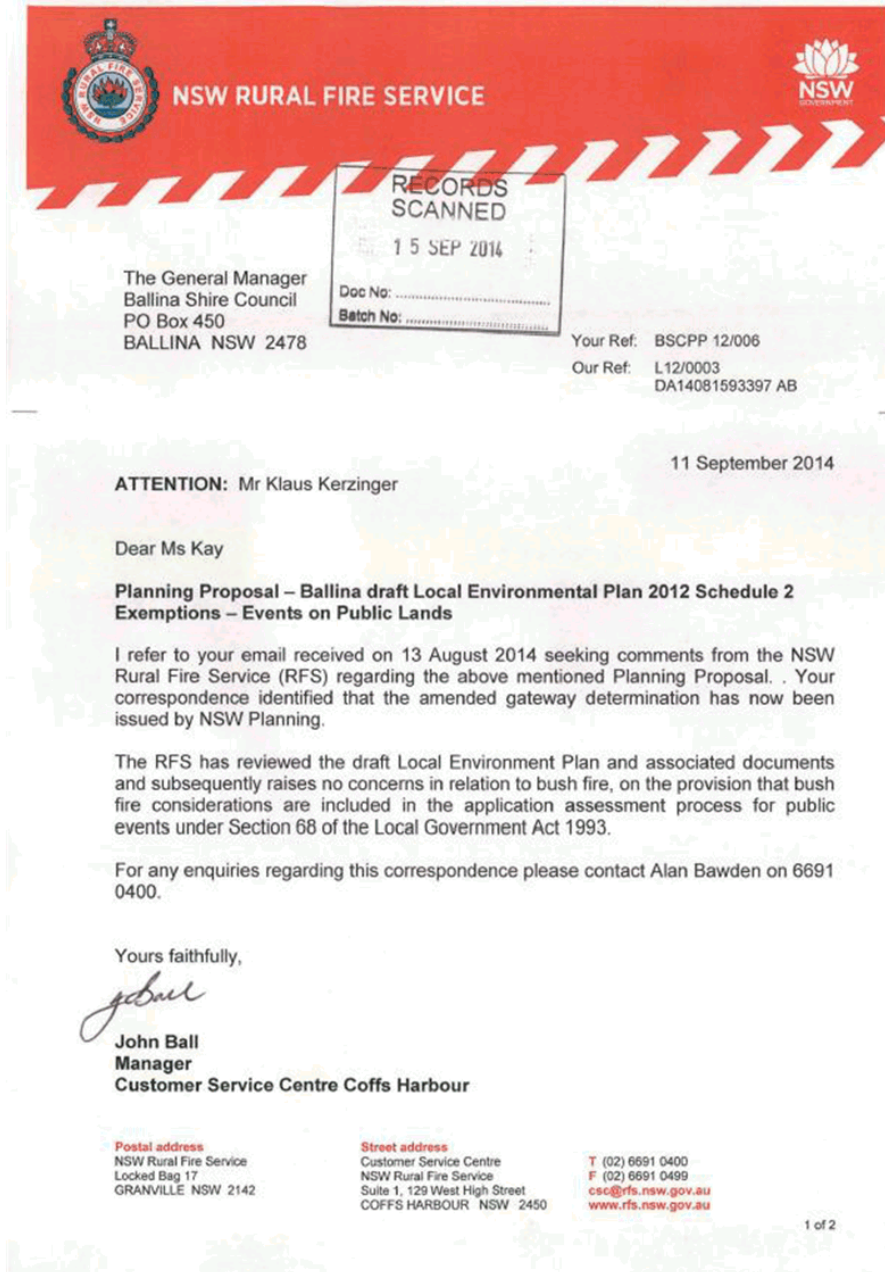 NSW RURAL FIRE SERVICE
NSW RURAL FIRE SERVICE
NSW
GOVERNMENT
RECORDS
SCANNED
15 SEP 2014
Doc No: ................................................
Batch No: ................................................
The General Manager
Ballina Shire Council
PO Box 450
BALLINA NSW 2478
Your Ref: BSCPP 12/006
Our Ref: L12/0003
DA14081593397 AB
11 September 2014
ATTENTION: Mr Klaus Kerzinger
Dear Ms Kay
Planning Proposal – Ballina draft Local Environmental Plan 2012 Schedule 2
Exemptions – Events on Public Lands
I refer to your email received on 13 August 2014 seeking comments from the NSW
Rural Fire Service (RFS) regarding the above mentioned Planning Proposal. . Your
correspondence identified that the amended gateway determination has now been
issued by NSW Planning.
The RFS has reviewed the draft Local Environment Plan and associated documents
and subsequently raises no concerns in relation to bush fire, on the provision that bush
fire considerations are included in the application assessment process for public
events under Section 68 of the Local Government Act 1993.
For any enquiries regarding this correspondence please contact Alan Bawden on 6691
0400.
Yours faithfully,
John Ball
Manager
Customer Service Centre Coffs Harbour
Postal address
NSW Rural Fire Service
Locked Bag 17
GRANVILLE NSW 2142
Street address
Customer Service Centre
NSW Rural Fire Service
Suite 1, 129 West High Street
COFFS HARBOUR NSW 2450
T (02) 6691 0400
F (02) 6691 0499
csc@rfs.nsw.gov.au
www.rfs.nsw.gov.au
1 of 2